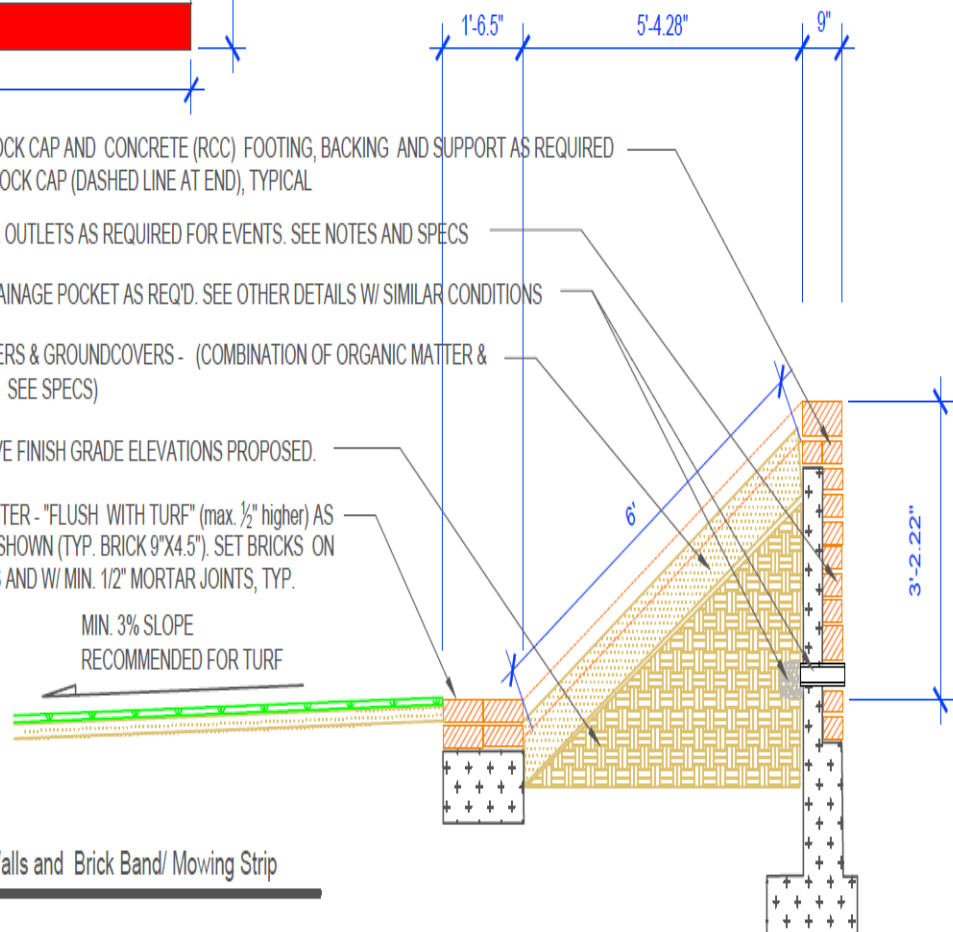 1'-6.5"
5'-4.28"
9"
OCK CAP AND CONCRETE (RCC) FOOTING, BACKING AND SUPPORT AS REQUIRED
OCK CAP (DASHED LINE AT END), TYPICAL
OUTLETS AS REQUIRED FOR EVENTS. SEE NOTES AND SPECS
AINAGE POCKET AS REQ'D. SEE OTHER DETAILS W/ SIMILAR CONDITIONS
ERS & GROUNDCOVERS - (COMBINATION OF ORGANIC MATTER &
SEE SPECS)
VE FINISH GRADE ELEVATIONS PROPOSED.
TER - "FLUSH WITH TURF" (max. ½" higher) AS
SHOWN (TYP. BRICK 9"X4.5"). SET BRICKS ON
AND W/ MIN. 1/2" MORTAR JOINTS, TYP.
MIN. 3% SLOPE
RECOMMENDED FOR TURF
6'
3'-2.22"
alls and Brick Band/ Mowing Strip